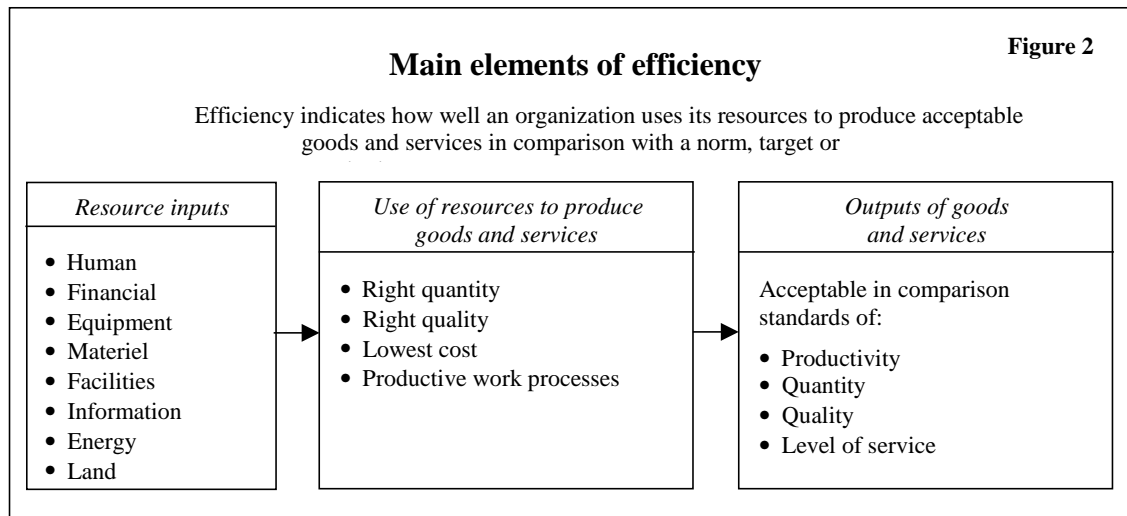 Figure 2
Main elements of efficiency
Efficiency indicates how well an organization uses its resources to produce acceptable
goods and services in comparison with a norm, target or
Resource inputs
• Human
• Financial
• Equipment
• Materiel
• Facilities
• Information
• Energy
• Land
Use of resources to produce
goods and services
• Right quantity
• Right quality
• Lowest cost
• Productive work processes
Outputs of goods
and services
Acceptable in comparison
standards of:
• Productivity
• Quantity
• Quality
• Level of service